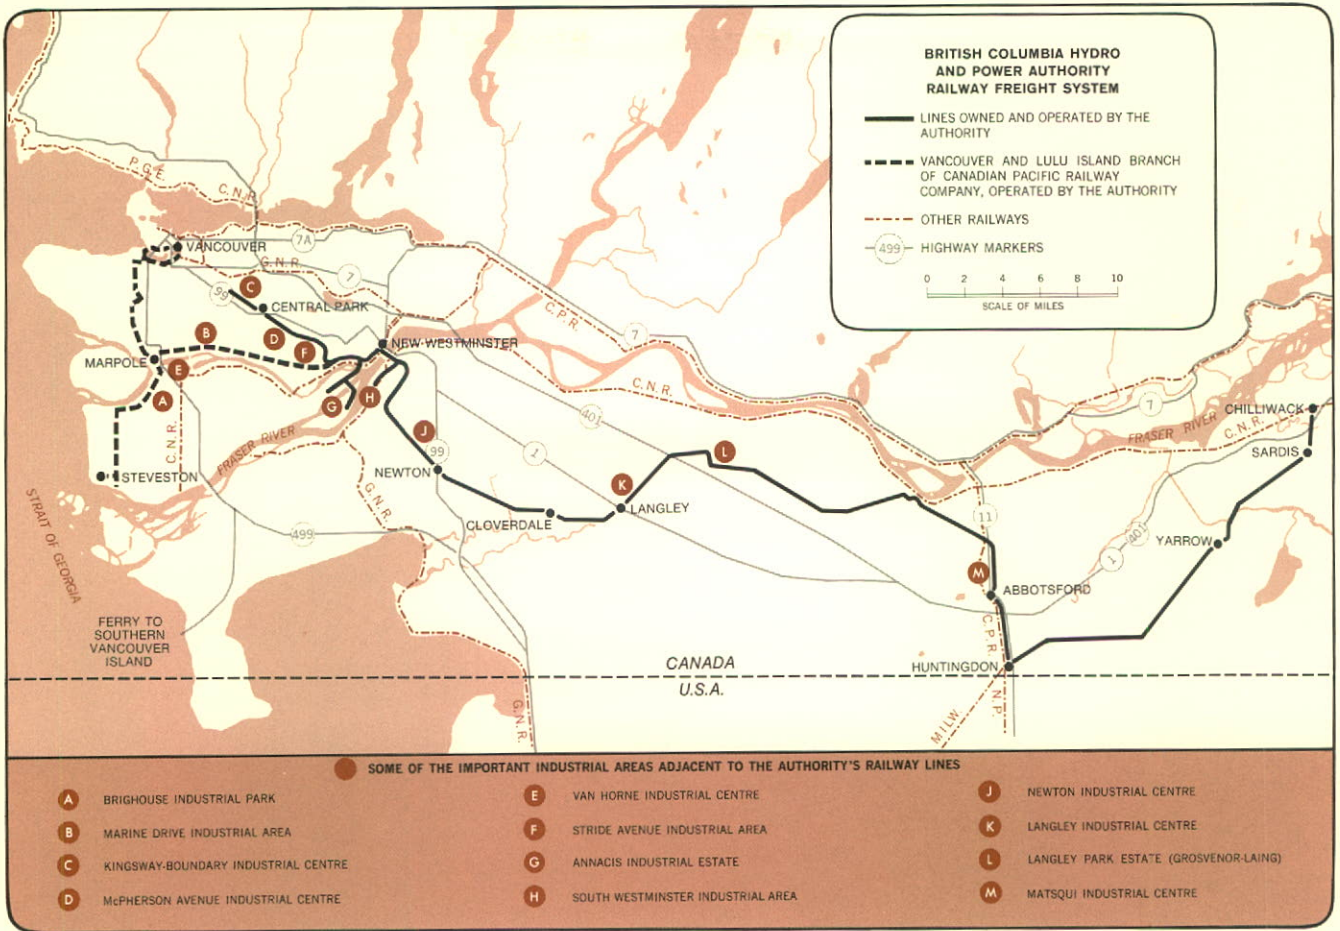 BRITISH COLUMBIA HYDRO
AND POWER AUTHORITY
RAILWAY FREIGHT SYSTEM
LINES OWNED AND OPERATED BY THE
AUTHORITY
VANCOUVER AND LULU ISLAND BRANCH
OF CANADIAN PACIFIC RAILWAY
COMPANY, OPERATED BY THE AUTHORITY
OTHER RAILWAYS
499 HIGHWAY MARKERS
0 2 4 6 8 10
SCALE OF MILES
P.G.E.
C.N.R.
VANCOUVER
7A
G.N.R.
7
99
C
CENTRAL PARK
C.P.R.
7
B
D
F
NEW WESTMINSTER
MARPOLE
E
A
G
H
C.N.R.
401
7
CHILLIWACK
FRASER RIVER
C.N.R.
C.N.R.
FRASER RIVER
J
99
1
L
SARDIS
NEWTON
STEVESTON
K
LANGLEY
G.N.R.
CLOVERDALE
STRAIT OF GEORGIA
499
11
401
1
YARROW
M
ABBOTSFORD
FERRY TO
SOUTHERN
VANCOUVER
ISLAND
C.P.R.
HUNTINGDON
CANADA
U.S.A.
G.N.R.
MILW.
N.P.
SOME OF THE IMPORTANT INDUSTRIAL AREAS ADJACENT TO THE AUTHORITY'S RAILWAY LINES
A BRIGHOUSE INDUSTRIAL PARK
B MARINE DRIVE INDUSTRIAL AREA
C KINGSWAY-BOUNDARY INDUSTRIAL CENTRE
D McPHERSON AVENUE INDUSTRIAL CENTRE
E VAN HORNE INDUSTRIAL CENTRE
F STRIDE AVENUE INDUSTRIAL AREA
G ANNACIS INDUSTRIAL ESTATE
H SOUTH WESTMINSTER INDUSTRIAL AREA
J NEWTON INDUSTRIAL CENTRE
K LANGLEY INDUSTRIAL CENTRE
L LANGLEY PARK ESTATE (GROSVENOR-LAING)
M MATSQUI INDUSTRIAL CENTRE